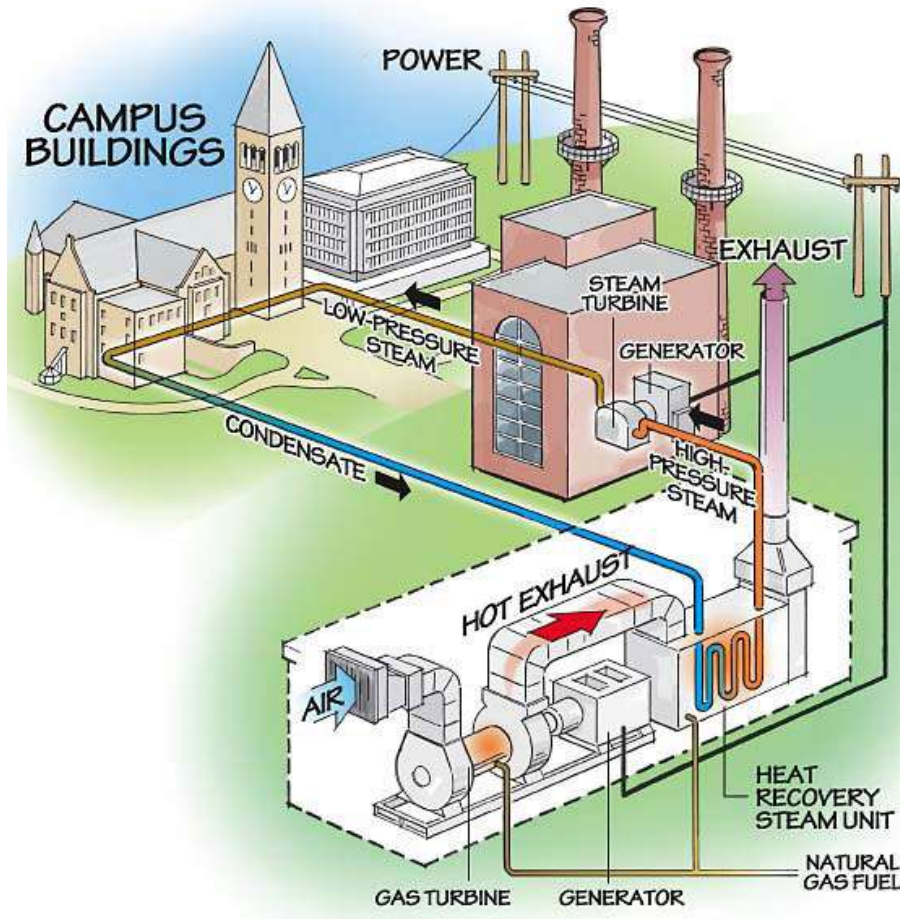 POWER
CAMPUS
BUILDINGS
EXHAUST
STEAM
TURBINE
LOW-PRESSURE
STEAM
GENERATOR
CONDENSATE
HIGH-
PRESSURE
STEAM
HOT EXHAUST
AIR
HEAT
RECOVERY
STEAM UNIT
NATURAL
GAS FUEL
GAS TURBINE
GENERATOR